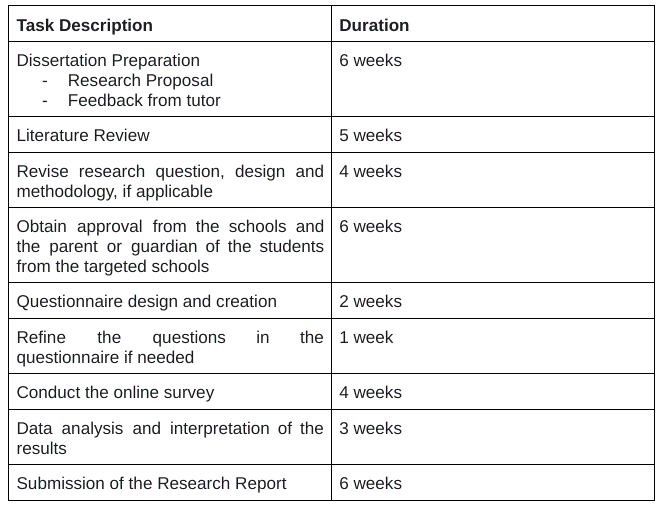 Task Description Duration
Dissertation Preparation 6 weeks
- Research Proposal
- Feedback from tutor
Literature Review 5 weeks
Revise research question, design and 4 weeks
methodology, if applicable
Obtain approval from the schools and 6 weeks
the parent or guardian of the students
from the targeted schools
Questionnaire design and creation 2 weeks
Refine the questions in the 1 week
questionnaire if needed
Conduct the online survey 4 weeks
Data analysis and interpretation of the 3 weeks
results
Submission of the Research Report 6 weeks